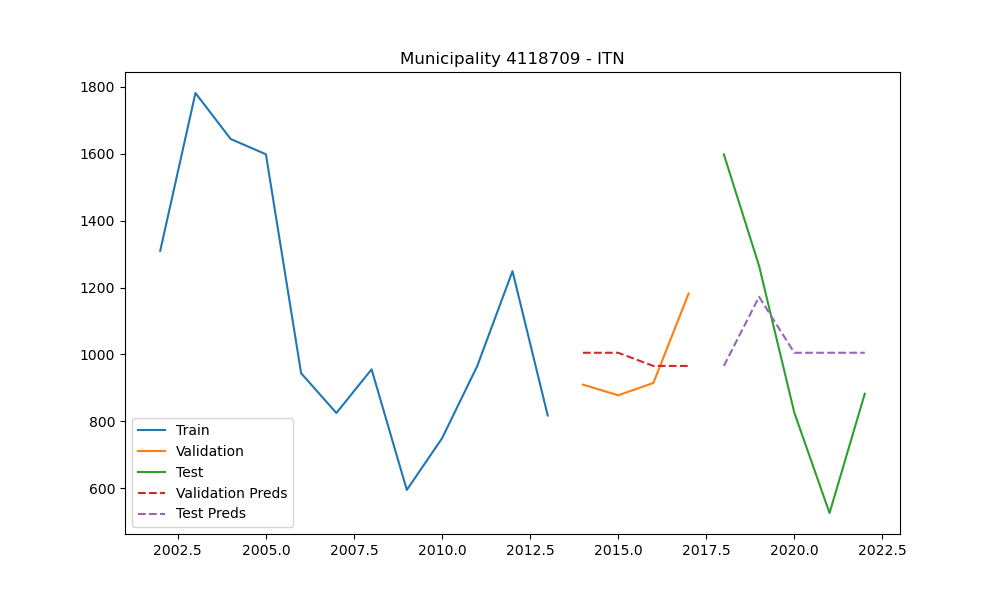 Municipality 4118709 - ITN
1800
1600
1400
1200
1000
800
600
Train
Validation
Test
Validation Preds
Test Preds
2002.5 2005.0 2007.5 2010.0 2012.5 2015.0 2017.5 2020.0 2022.5